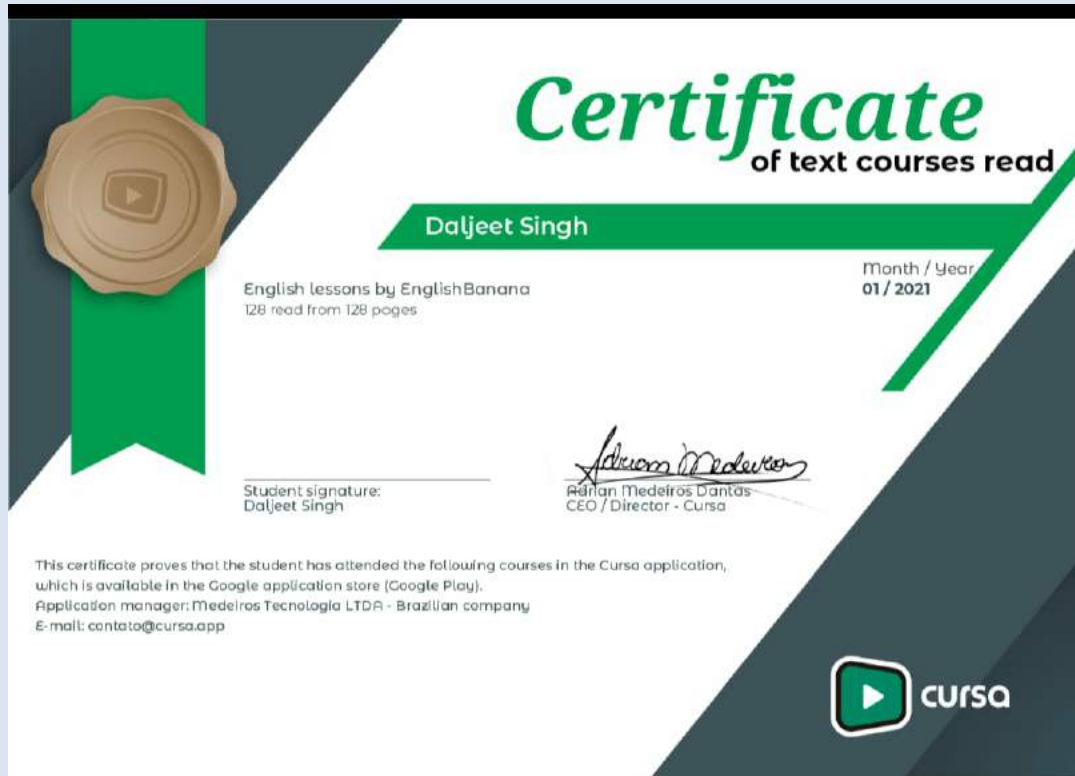 Certificate
of text courses read
Daljeet Singh
Month / Year
01 / 2021
English lessons by EnglishBanana
128 read from 128 pages
Adrian Medeiros
Student signature:
Daljeet Singh
Adrian Medeiros Dantas
CEO / Director - Cursa
This certificate proves that the student has attended the following courses in the Cursa application,
which is available in the Google application store (Google Play).
Application manager: Medeiros Tecnologia LTDA - Brazilian company
E-mail: contato@cursa.app
cursa